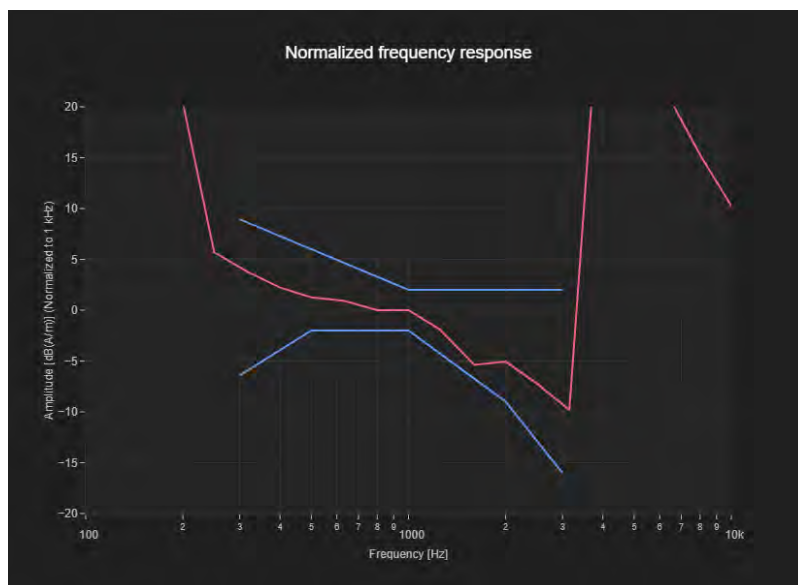 Normalized frequency response
Amplitude [dB(A/m)] (Normalized to 1 kHz)
20
15
10
5
0
−5
−10
−15
−20
100 2 3 4 5 6 7 8 9 1000 2 3 4 5 6 7 8 9 10k
Frequency [Hz]